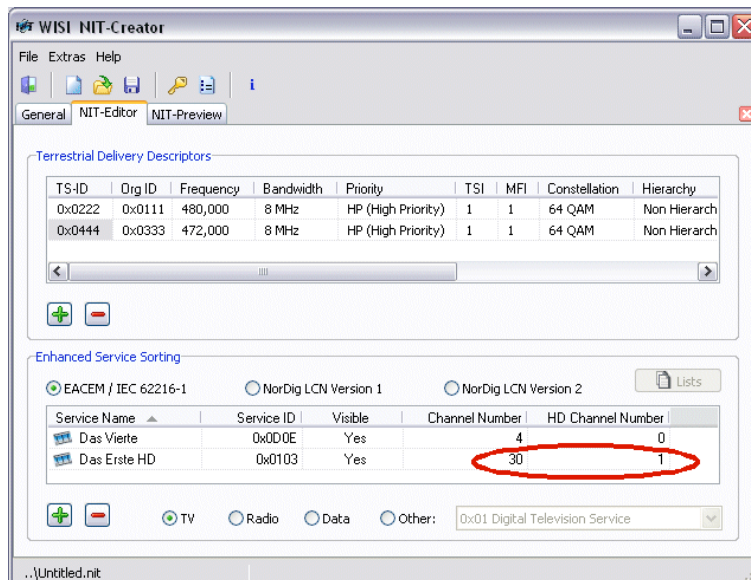 WISI NIT-Creator
File Extras Help
i
General NIT-Editor NIT-Preview
Terrestrial Delivery Descriptors
TS-ID Org ID Frequency Bandwidth Priority TSI MFI Constellation Hierarchy
0x0222 0x0111 480,000 8 MHz HP (High Priority) 1 1 64 QAM Non Hierarch
0x0444 0x0333 472,000 8 MHz HP (High Priority) 1 1 64 QAM Non Hierarch
Enhanced Service Sorting
EACEM / IEC 62216-1 NorDig LCN Version 1 NorDig LCN Version 2 Lists
Service Name Service ID Visible Channel Number HD Channel Number
Das Vierte 0x0D0E Yes 4 0
Das Erste HD 0x0103 Yes 30 1
TV Radio Data Other: 0x01 Digital Television Service
..\Untitled.nit